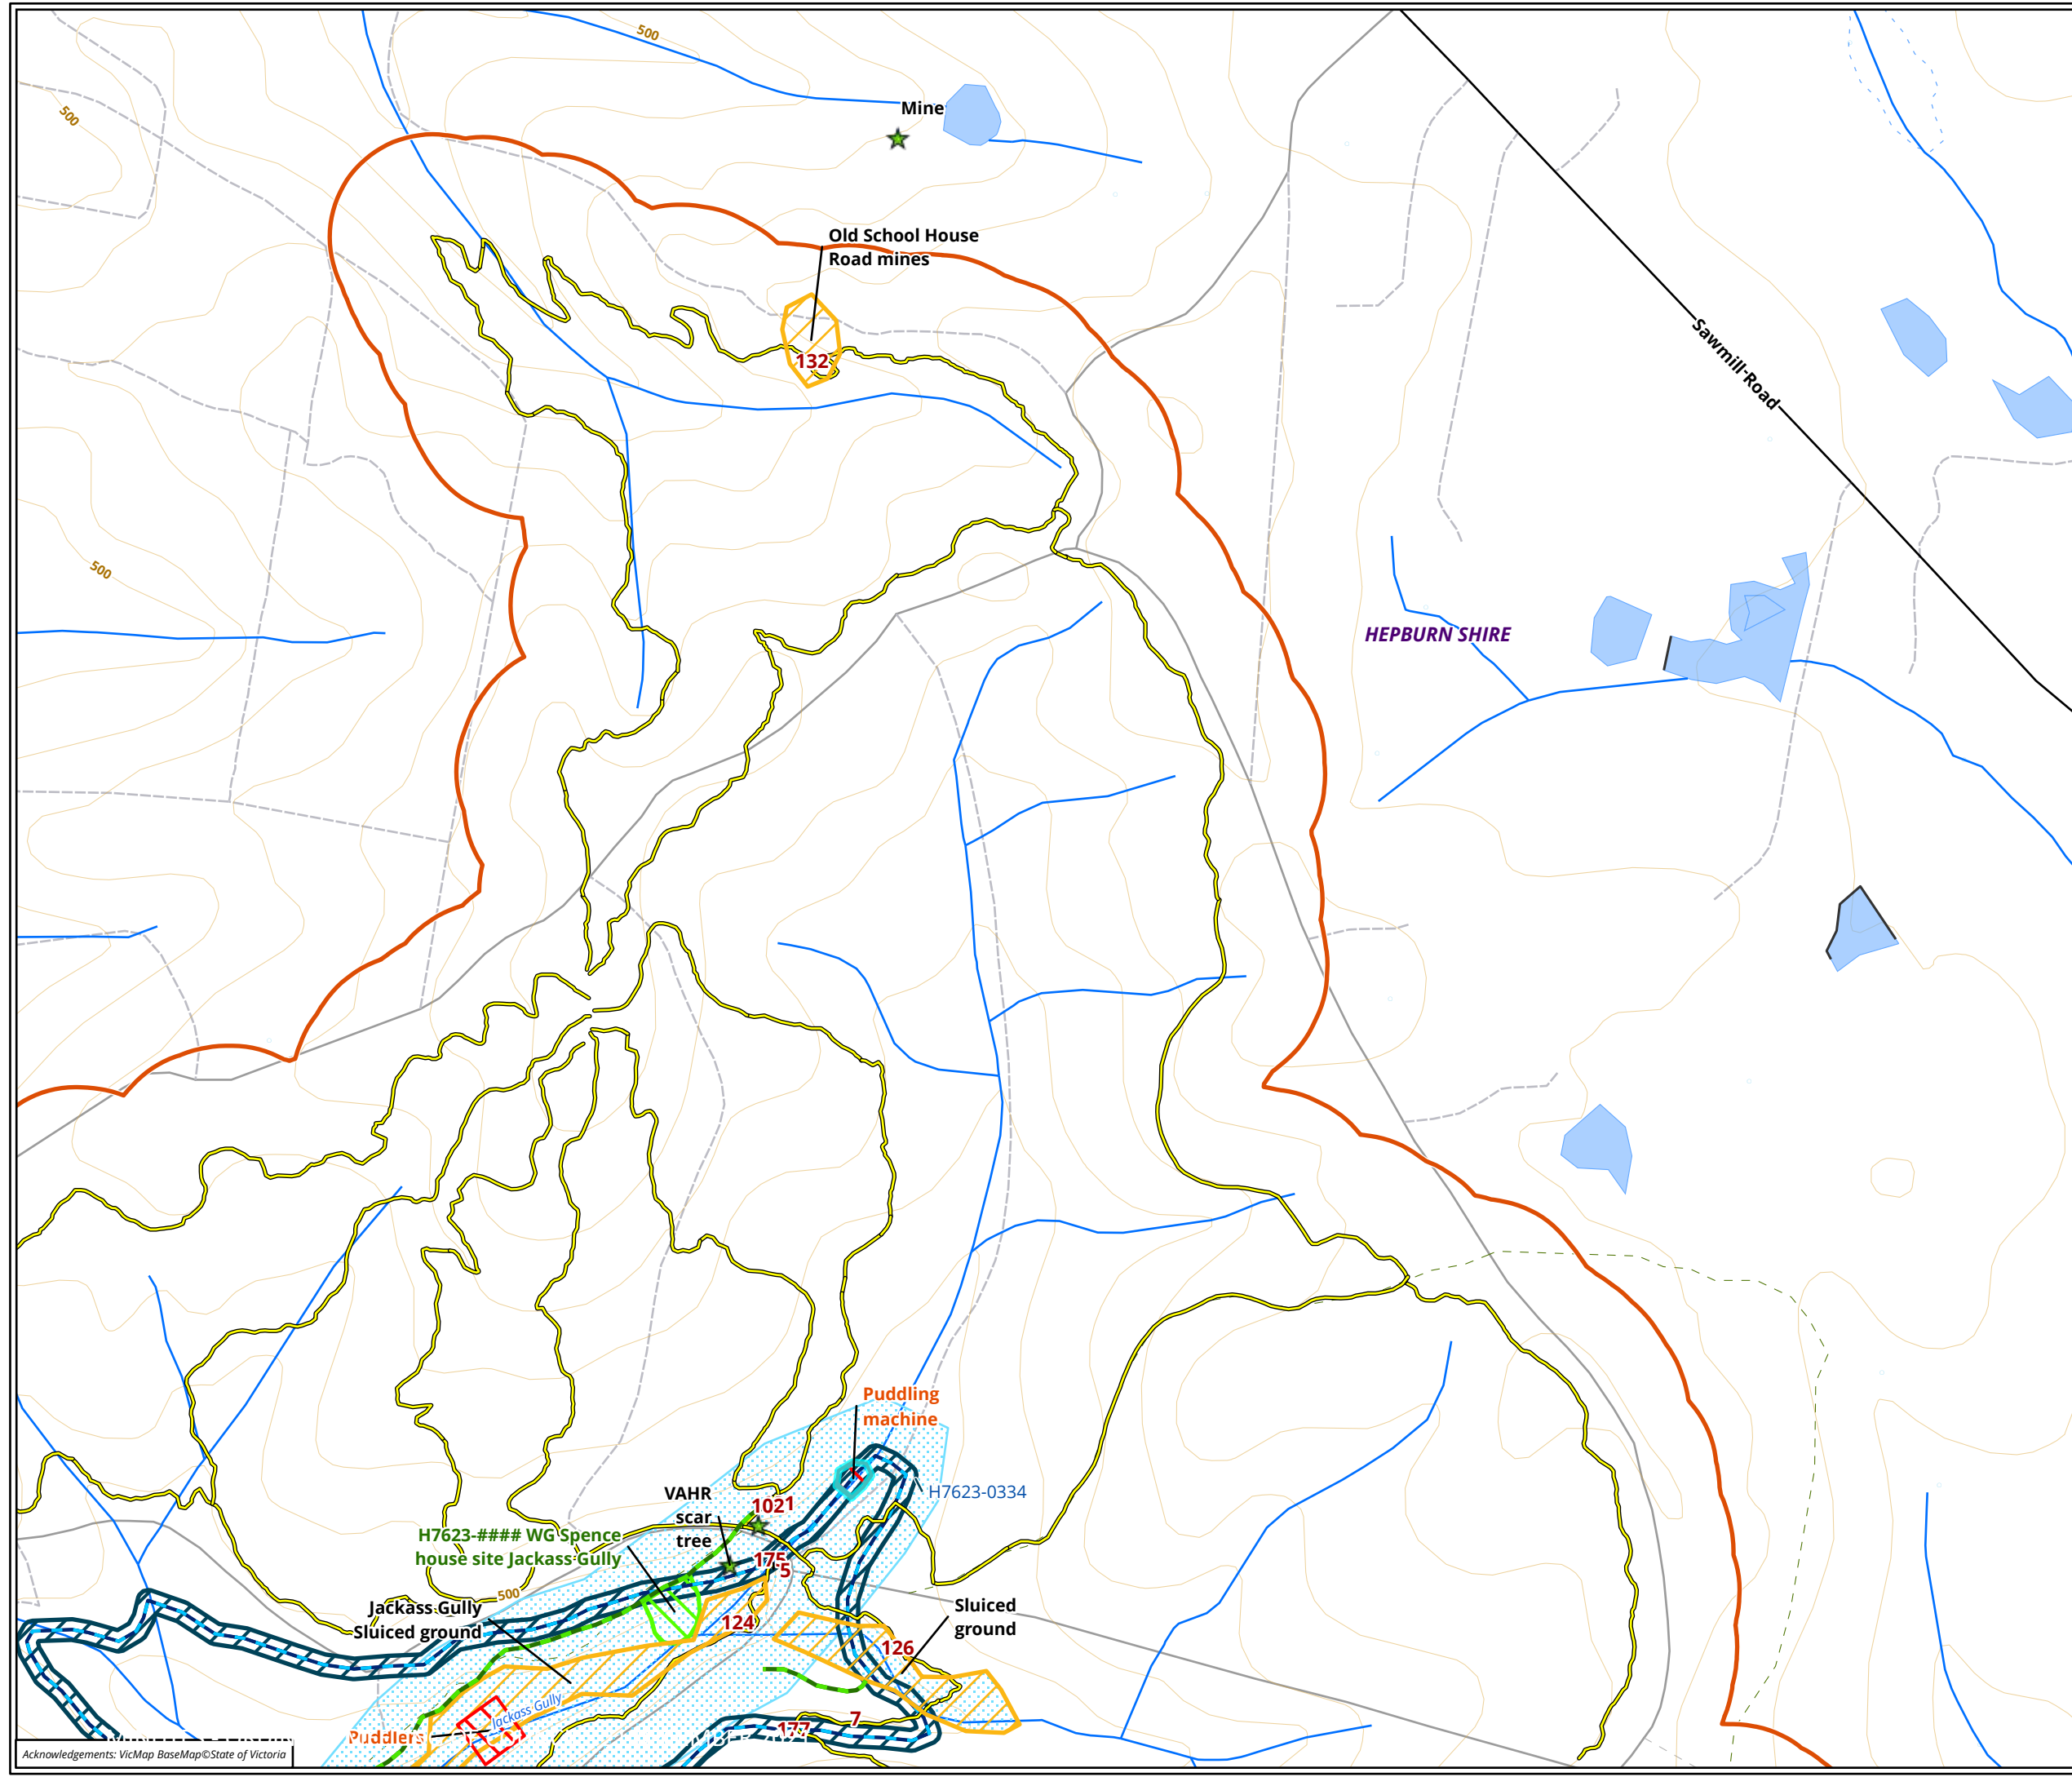 500
Mine
500
Old School House
Road mines
132
Sawmill-Road
500
HEPBURN SHIRE
Puddling
machine
H7623-0334
VAHR
scar
tree
1021
H7623-#### WG Spence
house site Jackass Gully
175
5
500
Jackass Gully
Sluiced ground
124
Sluiced
ground
126
Jackass Gully
Puddlers
177
7
Acknowledgements: VicMap BaseMap©State of Victoria